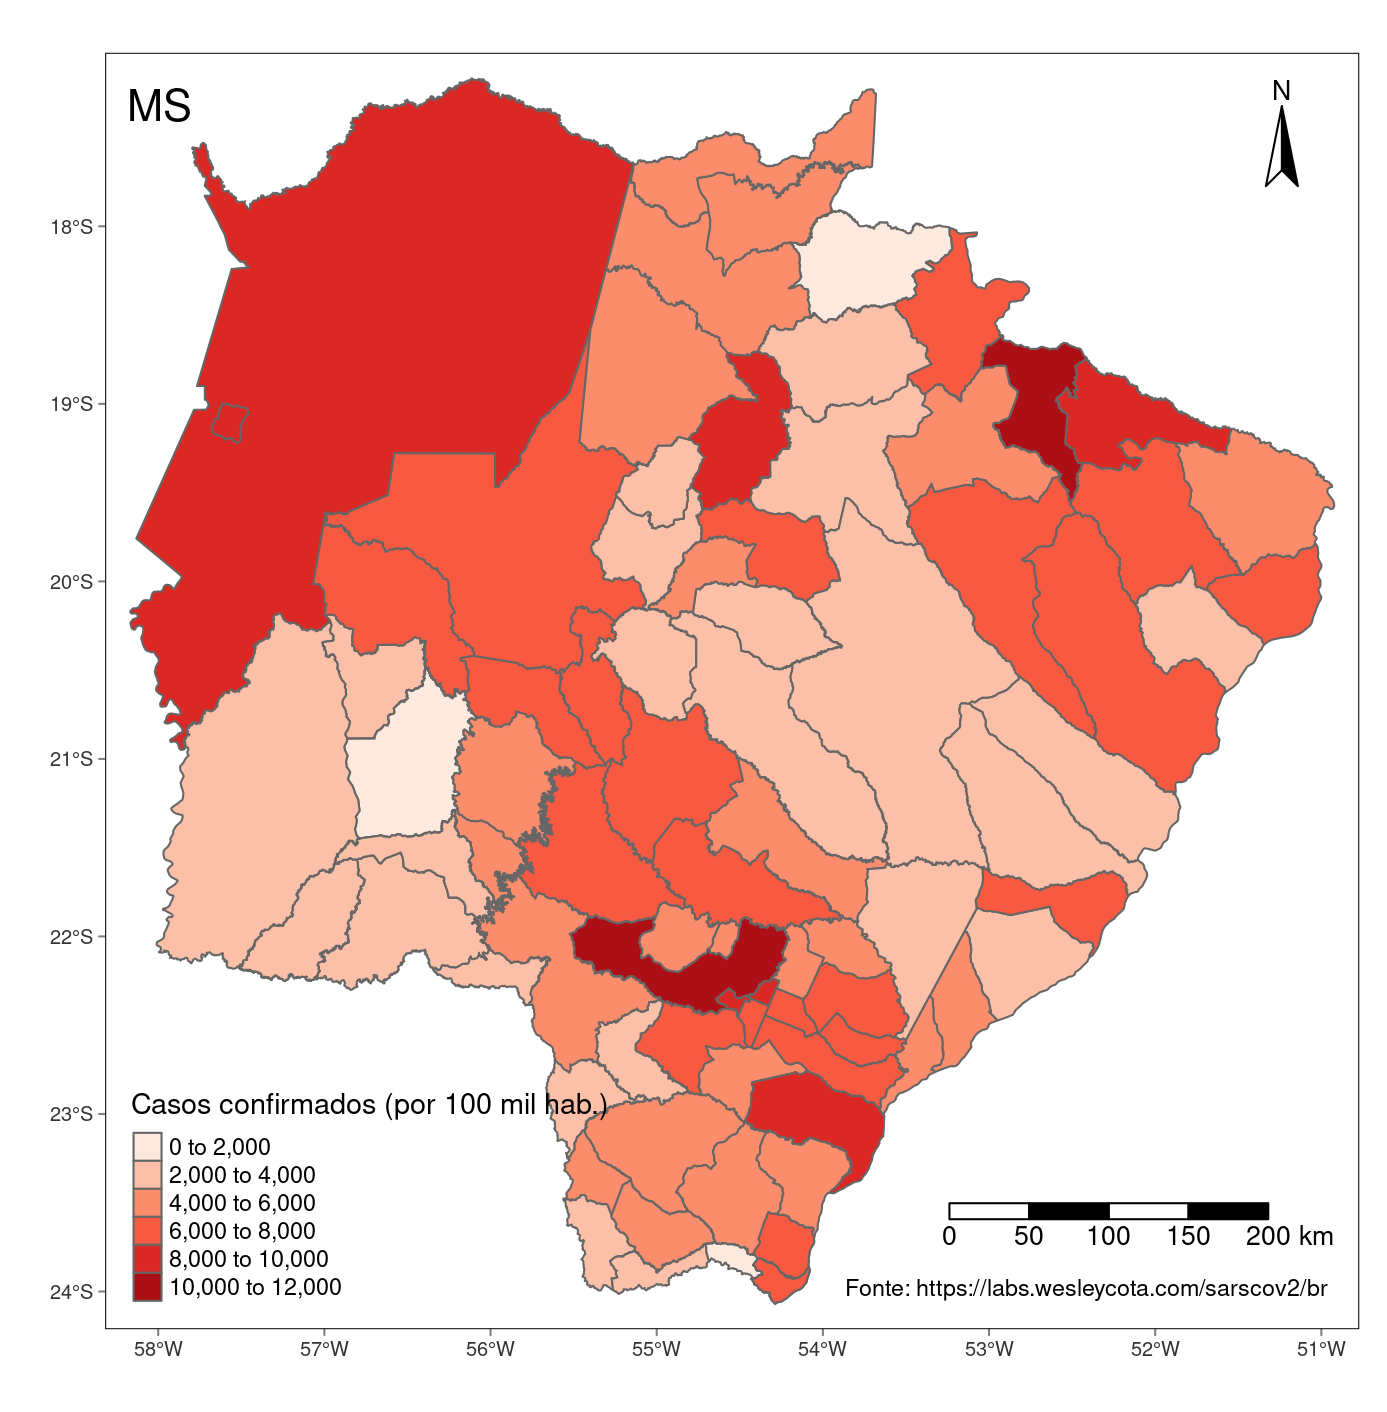 MS
N
18°S
19°S
20°S
21°S
22°S
23°S
24°S
Casos confirmados (por 100 mil hab.)
0 to 2,000
2,000 to 4,000
4,000 to 6,000
6,000 to 8,000
8,000 to 10,000
10,000 to 12,000
0 50 100 150 200 km
Fonte: https://labs.wesleycota.com/sarscov2/br
58°W 57°W 56°W 55°W 54°W 53°W 52°W 51°W